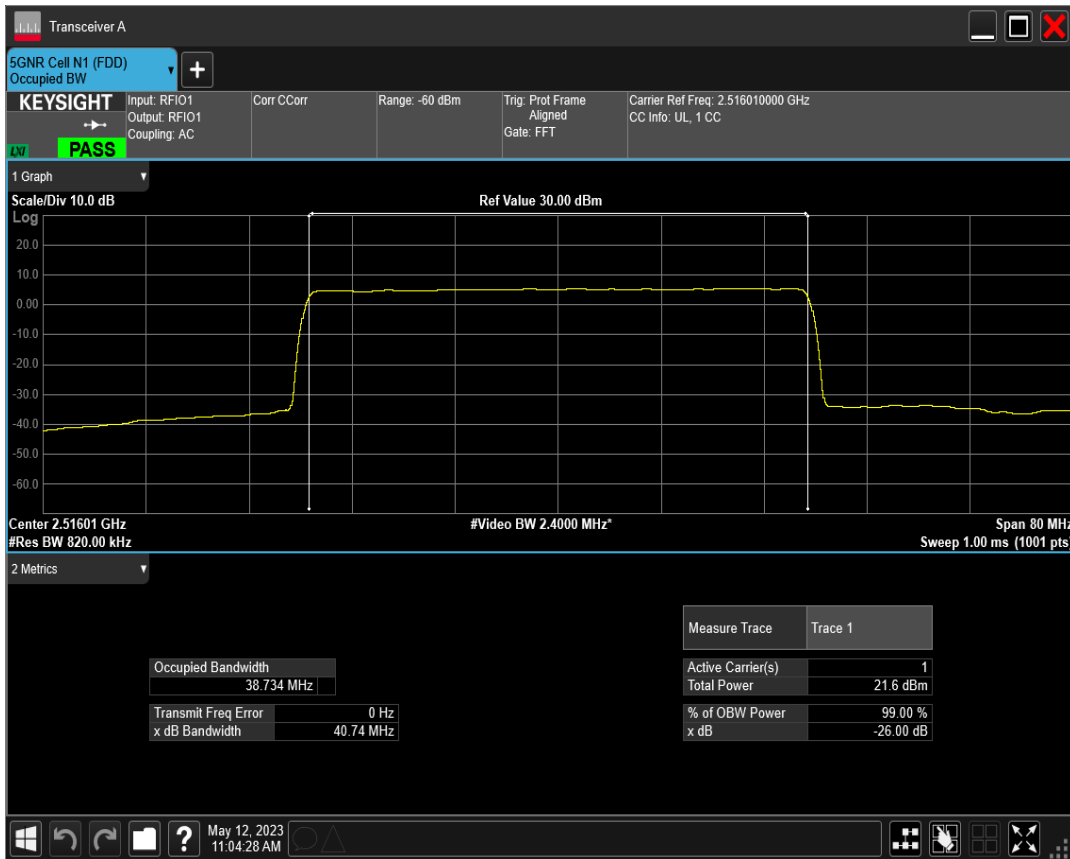 Transceiver A
5GNR Cell N1 (FDD)
Occupied BW
+
KEYSIGHT
LXI
PASS
Input: RFIO1
Output: RFIO1
Coupling: AC
Corr CCorr
Range: -60 dBm
Trig: Prot Frame
Aligned
Gate: FFT
Carrier Ref Freq: 2.516010000 GHz
CC Info: UL, 1 CC
1 Graph
Scale/Div 10.0 dB
Ref Value 30.00 dBm
Log
20.0
10.0
0.00
-10.0
-20.0
-30.0
-40.0
-50.0
-60.0
Center 2.51601 GHz
#Video BW 2.4000 MHz*
Span 80 MHz
#Res BW 820.00 kHz
Sweep 1.00 ms (1001 pts)
2 Metrics
Measure Trace Trace 1
Occupied Bandwidth
38.734 MHz
Transmit Freq Error 0 Hz
x dB Bandwidth 40.74 MHz
Active Carrier(s) 1
Total Power 21.6 dBm
% of OBW Power 99.00 %
x dB -26.00 dB
?
May 12, 2023
11:04:28 AM